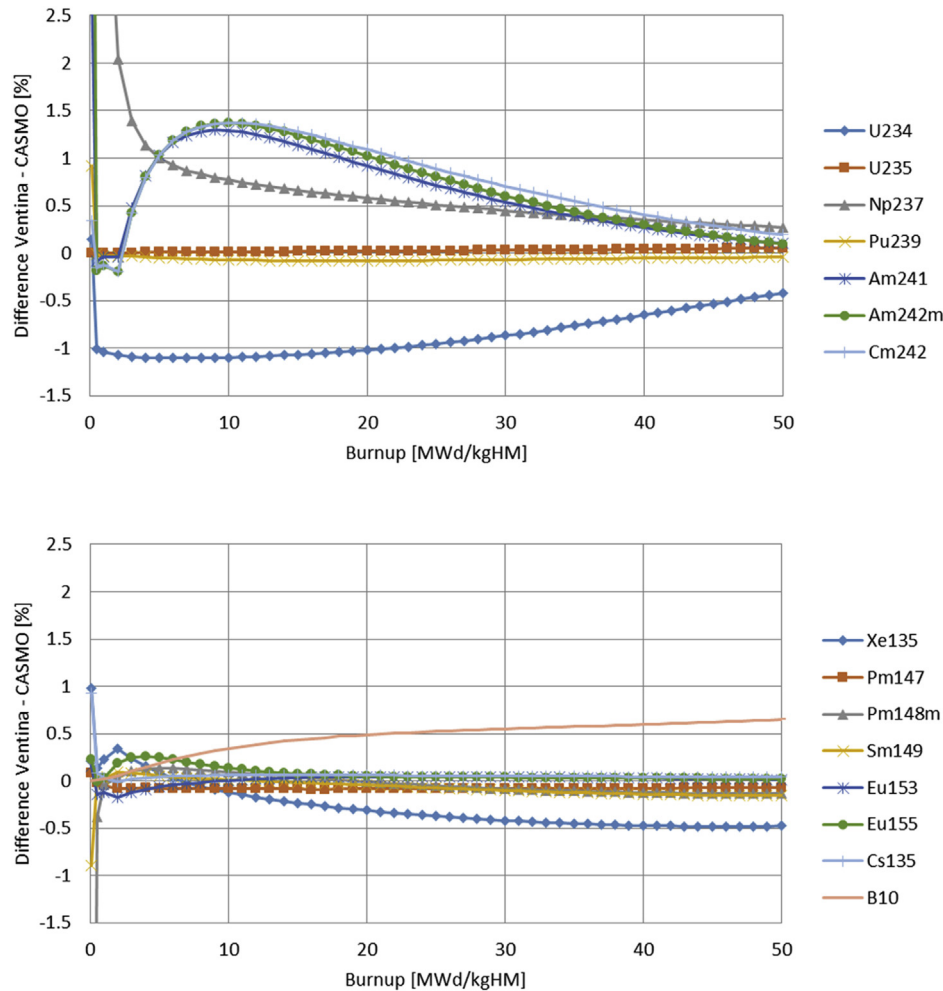 2.5
2
1.5
1
0.5
0
-0.5
-1
-1.5
Difference Ventina - CASMO [%]
0
10
20
30
40
50
Burnup [MWd/kgHM]
U234
U235
Np237
Pu239
Am241
Am242m
Cm242
2.5
2
1.5
1
0.5
0
-0.5
-1
-1.5
Difference Ventina - CASMO [%]
0
10
20
30
40
50
Burnup [MWd/kgHM]
Xe135
Pm147
Pm148m
Sm149
Eu153
Eu155
Cs135
B10